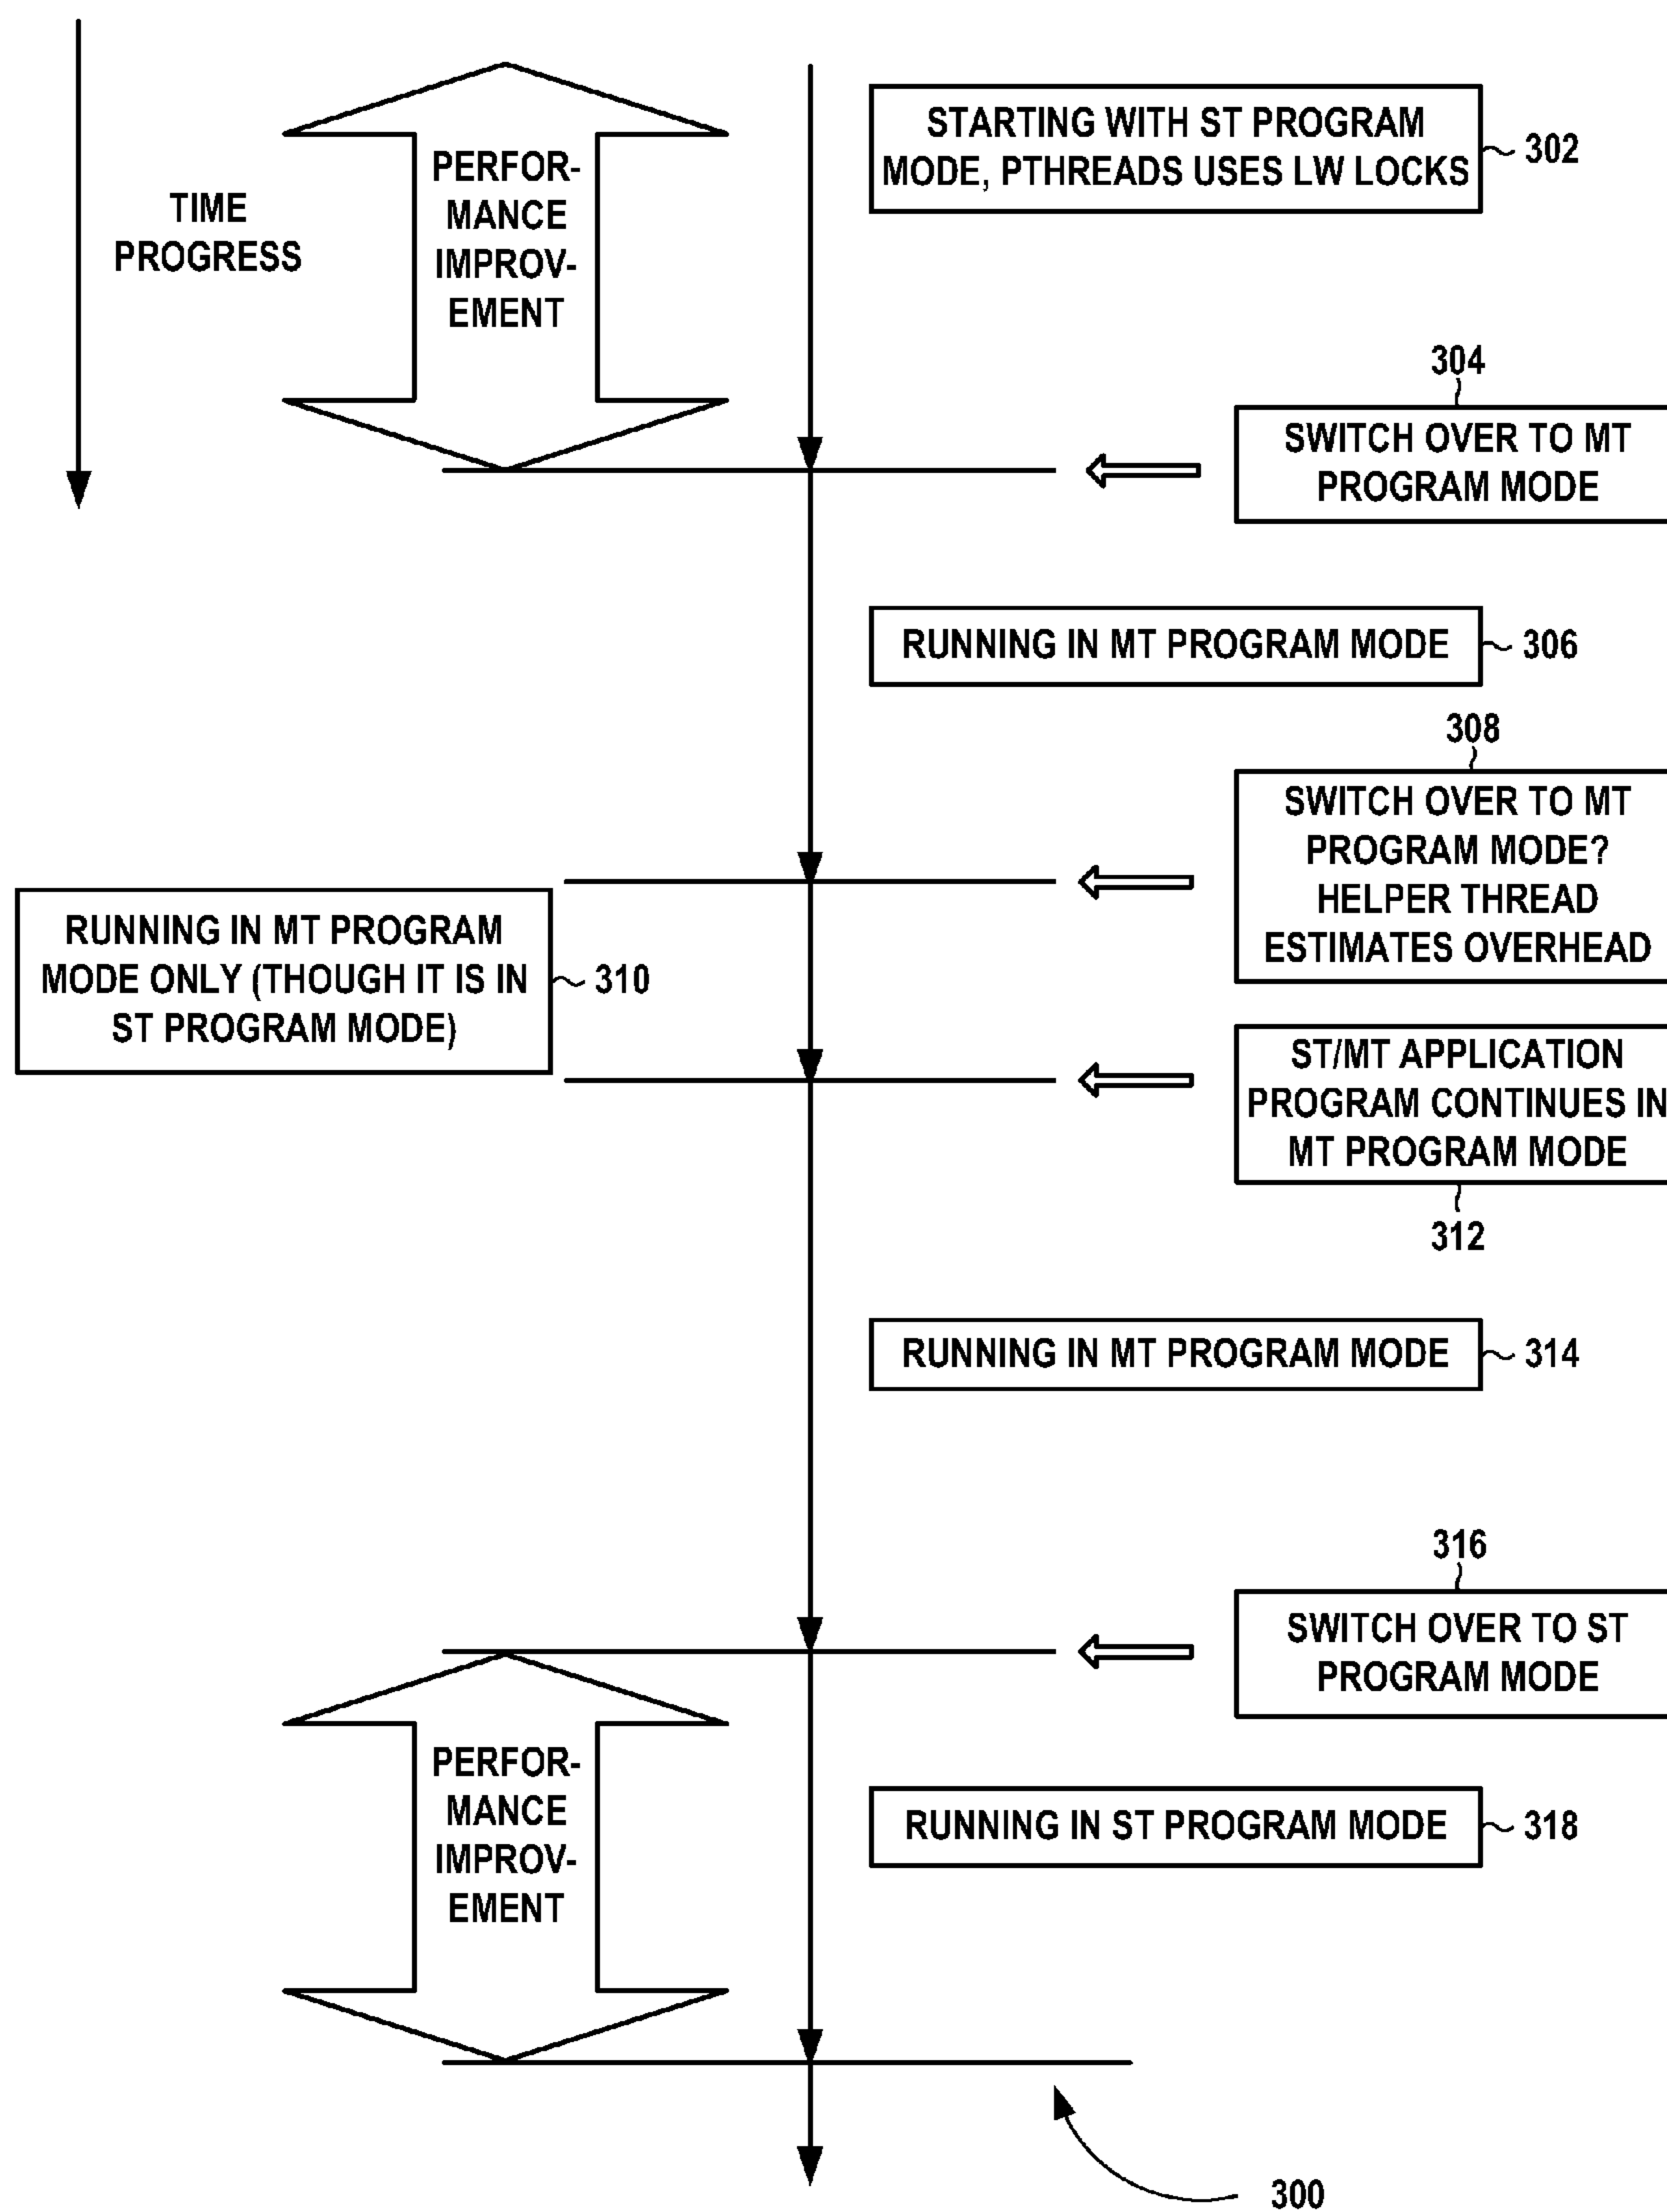 TIME
PROGRESS
PERFOR-
MANCE
IMPROV-
EMENT
STARTING WITH ST PROGRAM
MODE, PTHREADS USES LW LOCKS
302
304
SWITCH OVER TO MT
PROGRAM MODE
RUNNING IN MT PROGRAM MODE
306
308
SWITCH OVER TO MT
PROGRAM MODE?
HELPER THREAD
ESTIMATES OVERHEAD
RUNNING IN MT PROGRAM
MODE ONLY (THOUGH IT IS IN
ST PROGRAM MODE)
310
ST/MT APPLICATION
PROGRAM CONTINUES IN
MT PROGRAM MODE
312
RUNNING IN MT PROGRAM MODE
314
316
SWITCH OVER TO ST
PROGRAM MODE
PERFOR-
MANCE
IMPROV-
EMENT
RUNNING IN ST PROGRAM MODE
318
300